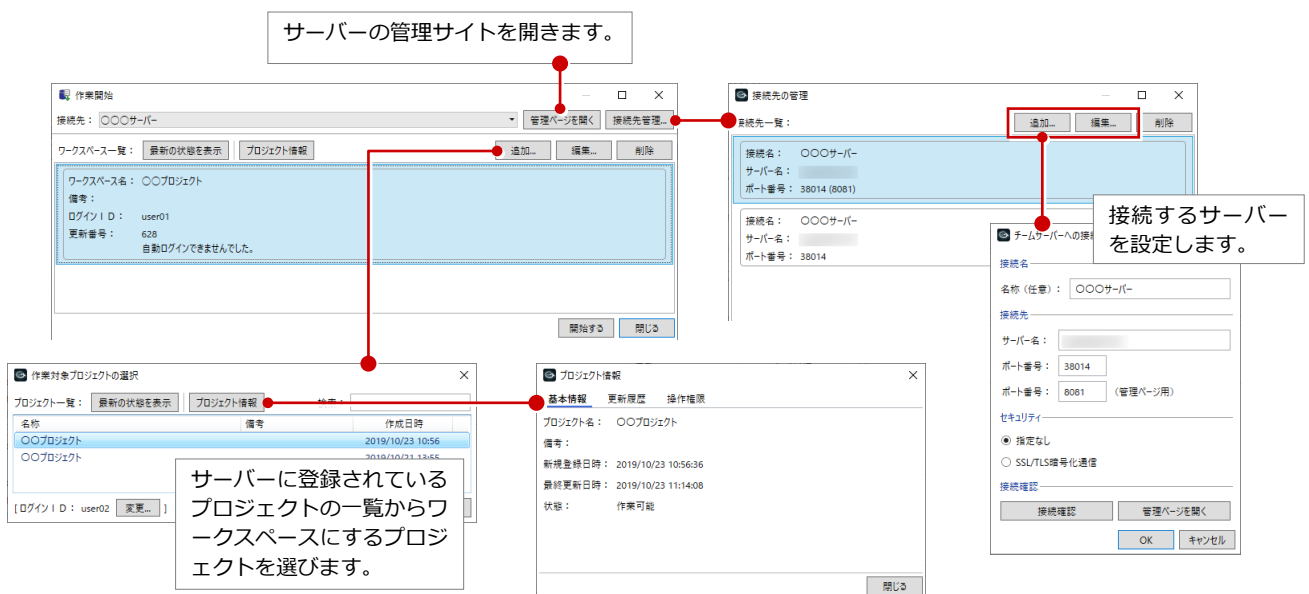 サーバーの管理サイトを開きます。
作業開始
接続先： 〇〇〇サーバー 管理ページを開く 接続先管理...
ワークスペース一覧： 最新の状態を表示 プロジェクト情報 追加... 編集... 削除
ワークスペース名： 〇〇プロジェクト
備考：
ログインＩＤ： user01
更新番号： 628
自動ログインできませんでした。
開始する 閉じる
接続先の管理
接続先一覧： 追加... 編集... 削除
接続名： 〇〇〇サーバー
サーバー名：
ポート番号： 38014 (8081)
接続名： 〇〇〇サーバー
サーバー名：
ポート番号： 38014
接続するサーバー
を設定します。
チームサーバーへの接続
接続名
名称（任意）： 〇〇〇サーバー
接続先
サーバー名：
ポート番号： 38014
ポート番号： 8081 （管理ページ用）
セキュリティ
指定なし
SSL/TLS暗号化通信
接続確認
接続確認 管理ページを開く
OK キャンセル
作業対象プロジェクトの選択
プロジェクト一覧： 最新の状態を表示 プロジェクト情報
名称 備考 作成日時
〇〇プロジェクト 2019/10/23 10:56
〇〇プロジェクト
[ログインＩＤ： user02 変更... ]
サーバーに登録されている
プロジェクトの一覧からワ
ークスペースにするプロジ
ェクトを選びます。
プロジェクト情報
基本情報 更新履歴 操作権限
プロジェクト名： 〇〇プロジェクト
備考：
新規登録日時： 2019/10/23 10:56:36
最終更新日時： 2019/10/23 11:14:08
状態： 作業可能
閉じる